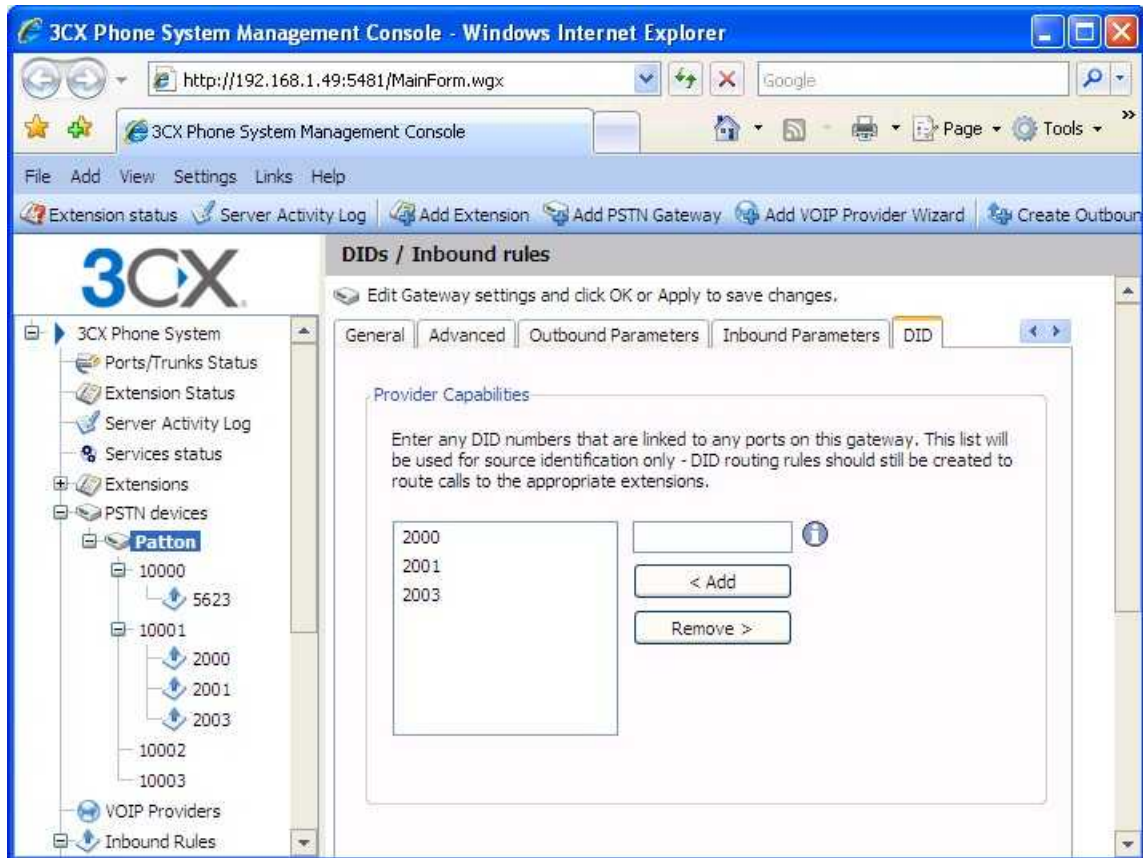 3CX Phone System Management Console - Windows Internet Explorer
http://192.168.1.49:5481/MainForm.wgx
Google
3CX Phone System Management Console
Page
Tools
»
File Add View Settings Links Help
Extension status Server Activity Log Add Extension Add PSTN Gateway Add VOIP Provider Wizard Create Outboun
3CX
DIDs / Inbound rules
Edit Gateway settings and click OK or Apply to save changes.
3CX Phone System
Ports/Trunks Status
Extension Status
Server Activity Log
Services status
Extensions
PSTN devices
Patton
10000
5623
10001
2000
2001
2003
10002
10003
VOIP Providers
Inbound Rules
General Advanced Outbound Parameters Inbound Parameters DID
Provider Capabilities
Enter any DID numbers that are linked to any ports on this gateway. This list will
be used for source identification only - DID routing rules should still be created to
route calls to the appropriate extensions.
2000
2001
2003
< Add
Remove >